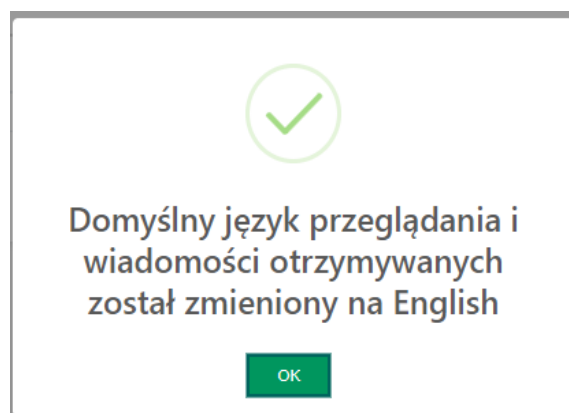 Domyślny język przeglądania i
wiadomości otrzymywanych
został zmieniony na English
OK